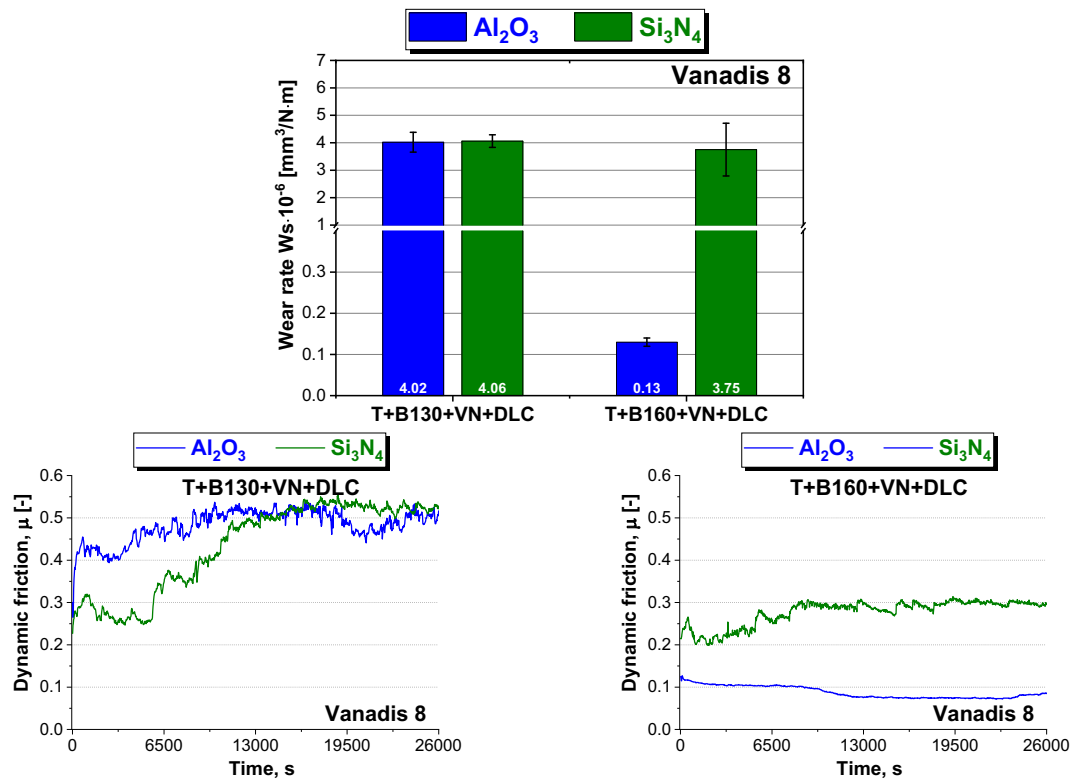 Al₂O₃ Si₃N₄
Vanadis 8
Wear rate Ws·10⁻⁶ [mm³/N·m]
7
6
5
4
3
2
1
0.3
0.2
0.1
0.0
4.02 4.06 0.13 3.75
T+B130+VN+DLC T+B160+VN+DLC
Al₂O₃ Si₃N₄
T+B130+VN+DLC
Dynamic friction, μ [-]
0.6
0.5
0.4
0.3
0.2
0.1
0.0
Vanadis 8
0 6500 13000 19500 26000
Time, s
Al₂O₃ Si₃N₄
T+B160+VN+DLC
Dynamic friction, μ [-]
0.6
0.5
0.4
0.3
0.2
0.1
0.0
Vanadis 8
0 6500 13000 19500 26000
Time, s